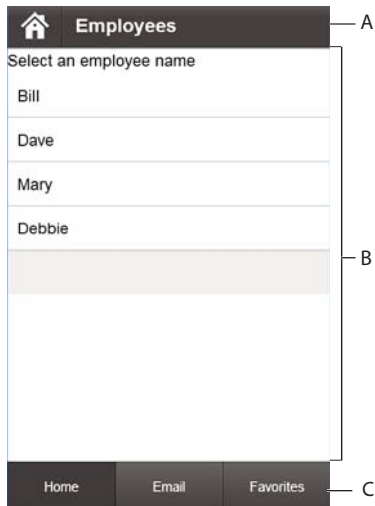 Employees
A
Select an employee name
Bill
Dave
Mary
Debbie
B
Home Email Favorites
C